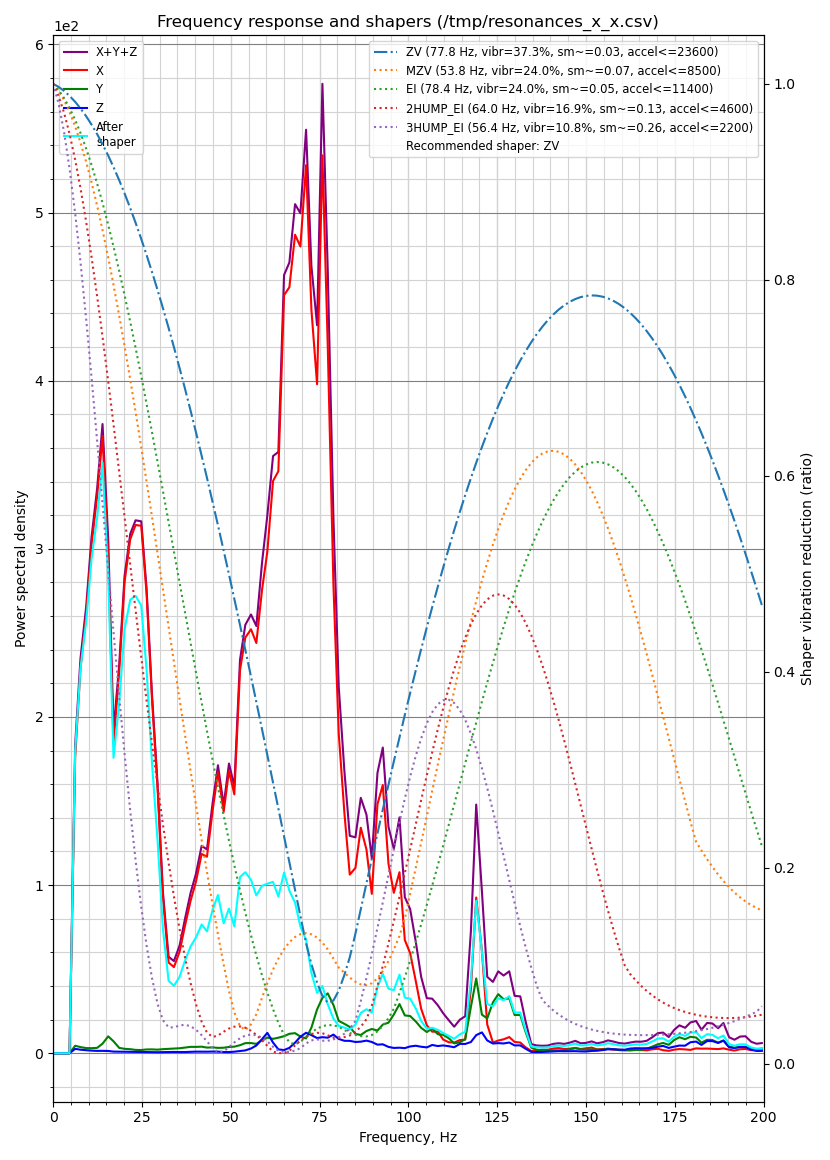 Frequency response and shapers (/tmp/resonances_x_x.csv)
1e2
X+Y+Z
X
Y
Z
After
shaper
ZV (77.8 Hz, vibr=37.3%, sm~=0.03, accel<=23600)
MZV (53.8 Hz, vibr=24.0%, sm~=0.07, accel<=8500)
EI (78.4 Hz, vibr=24.0%, sm~=0.05, accel<=11400)
2HUMP_EI (64.0 Hz, vibr=16.9%, sm~=0.13, accel<=4600)
3HUMP_EI (56.4 Hz, vibr=10.8%, sm~=0.26, accel<=2200)
Recommended shaper: ZV
6
5
4
3
2
1
0
Power spectral density
1.0
0.8
0.6
0.4
0.2
0.0
Shaper vibration reduction (ratio)
0
25
50
75
100
125
150
175
200
Frequency, Hz